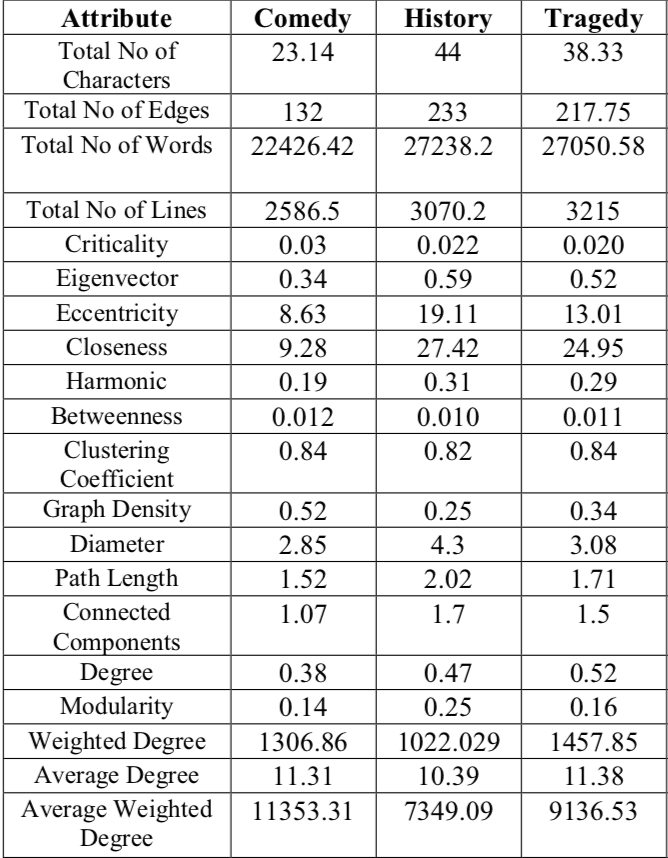 Attribute Comedy History Tragedy
Total No of 23.14 44 38.33
Characters
Total No of Edges 132 233 217.75
Total No of Words 22426.42 27238.2 27050.58
Total No of Lines 2586.5 3070.2 3215
Criticality 0.03 0.022 0.020
Eigenvector 0.34 0.59 0.52
Eccentricity 8.63 19.11 13.01
Closeness 9.28 27.42 24.95
Harmonic 0.19 0.31 0.29
Betweenness 0.012 0.010 0.011
Clustering 0.84 0.82 0.84
Coefficient
Graph Density 0.52 0.25 0.34
Diameter 2.85 4.3 3.08
Path Length 1.52 2.02 1.71
Connected 1.07 1.7 1.5
Components
Degree 0.38 0.47 0.52
Modularity 0.14 0.25 0.16
Weighted Degree 1306.86 1022.029 1457.85
Average Degree 11.31 10.39 11.38
Average Weighted 11353.31 7349.09 9136.53
Degree